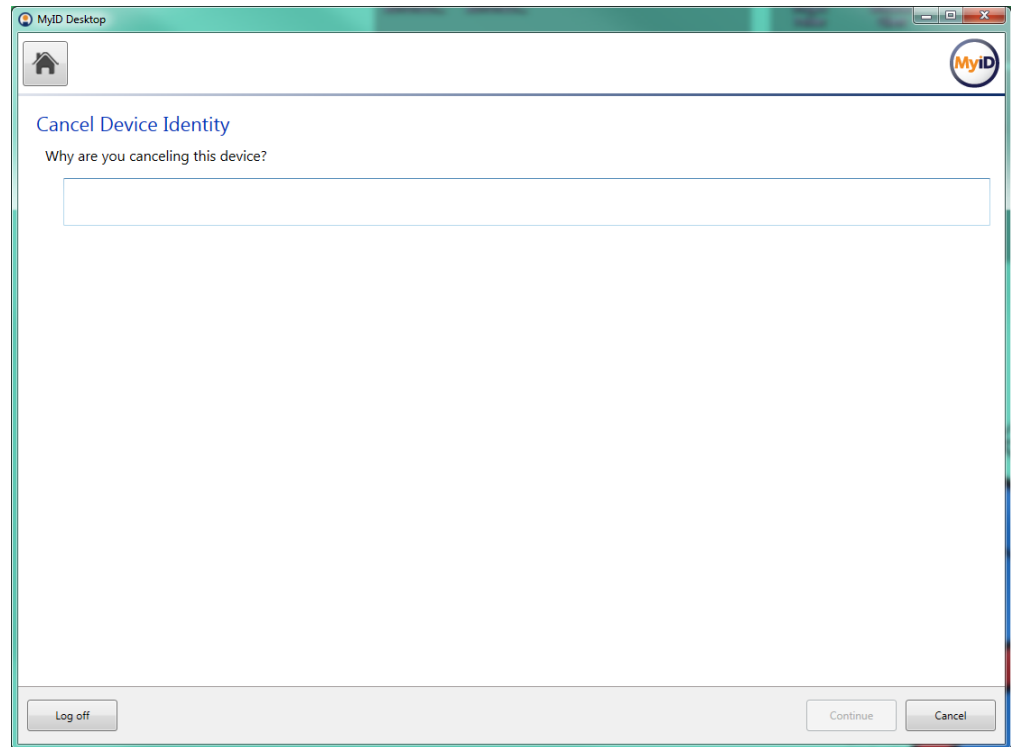 MyID Desktop
MyiD
Cancel Device Identity
Why are you canceling this device?
Log off
Continue
Cancel